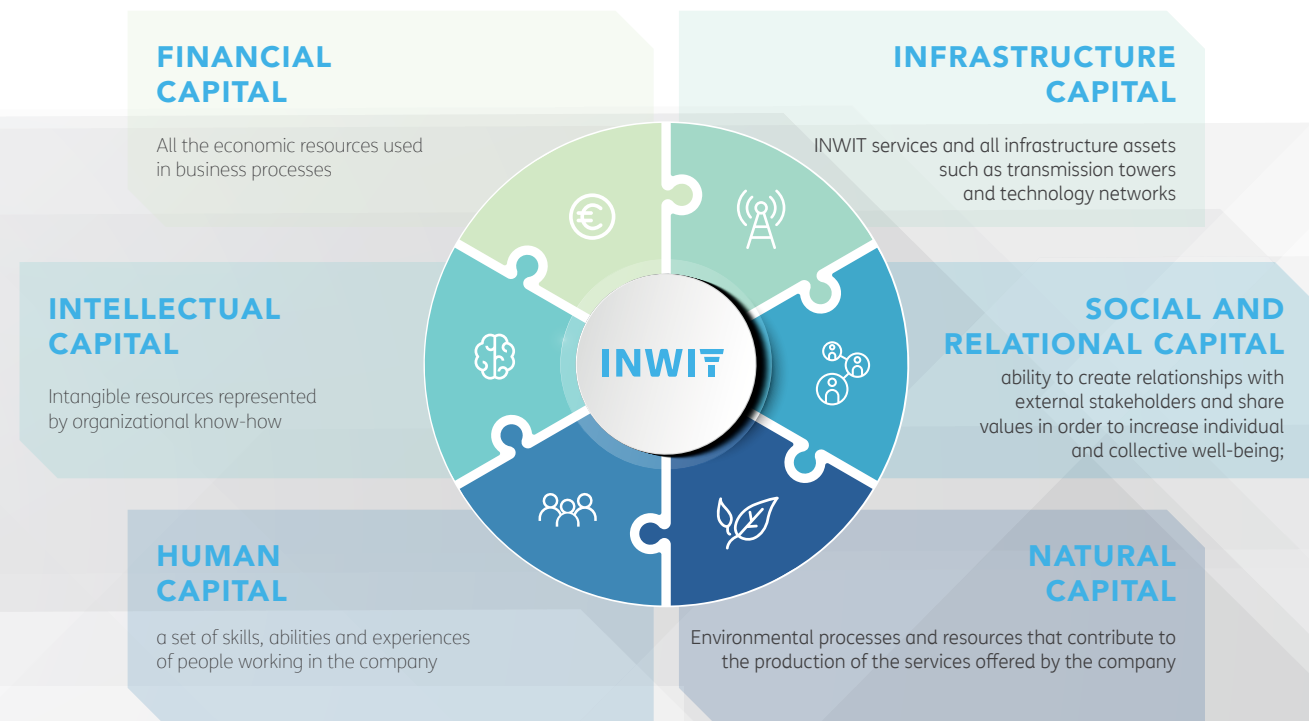 FINANCIAL
CAPITAL
All the economic resources used
in business processes
INFRASTRUCTURE
CAPITAL
INWIT services and all infrastructure assets
such as transmission towers
and technology networks
INTELLECTUAL
CAPITAL
Intangible resources represented
by organizational know-how
INWIT
SOCIAL AND
RELATIONAL CAPITAL
ability to create relationships with
external stakeholders and share
values in order to increase individual
and collective well-being;
HUMAN
CAPITAL
a set of skills, abilities and experiences
of people working in the company
NATURAL
CAPITAL
Environmental processes and resources that contribute to
the production of the services offered by the company